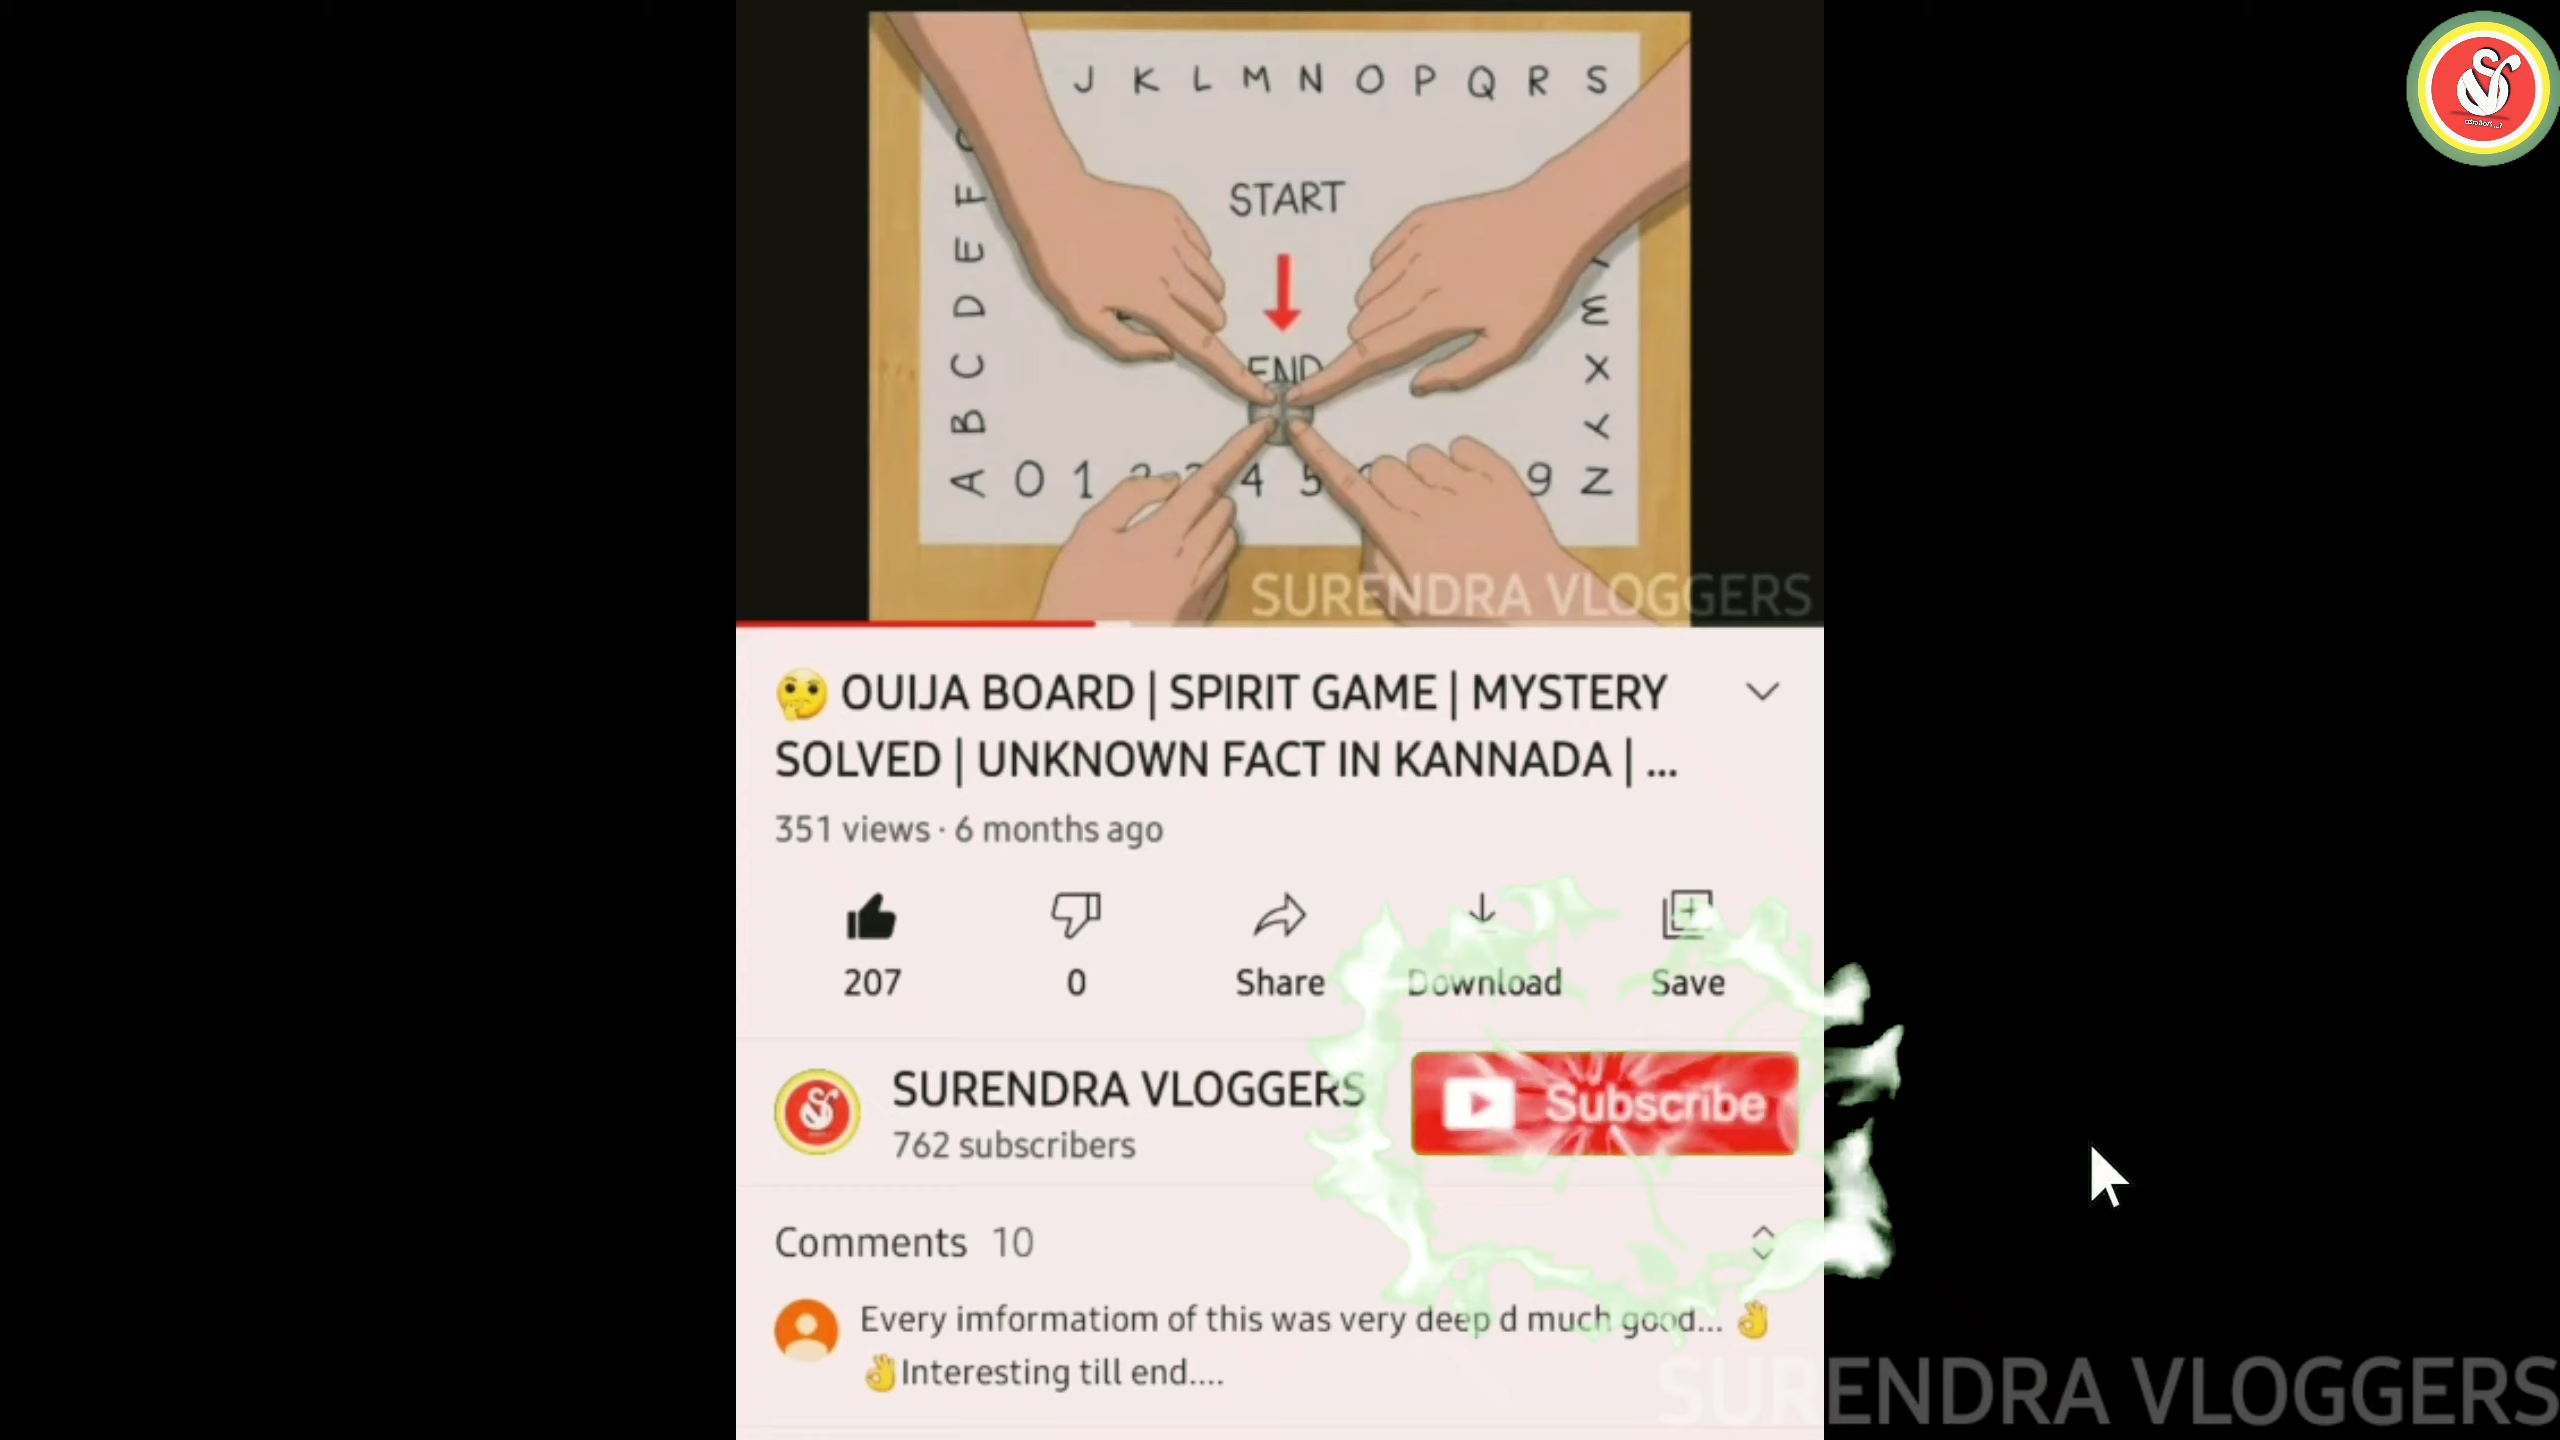 J K L M N O P Q R S
START
END
A B C D E F
0 1 4 5 9
X Y Z
SURENDRA VLOGGERS
🤔 OUIJA BOARD | SPIRIT GAME | MYSTERY
SOLVED | UNKNOWN FACT IN KANNADA | ...
351 views · 6 months ago
207
0
Share
Download
Save
SURENDRA VLOGGERS
762 subscribers
Subscribe
Comments 10
Every imformatiom of this was very deep d much good... 👌
👌Interesting till end....
SURENDRA VLOGGERS